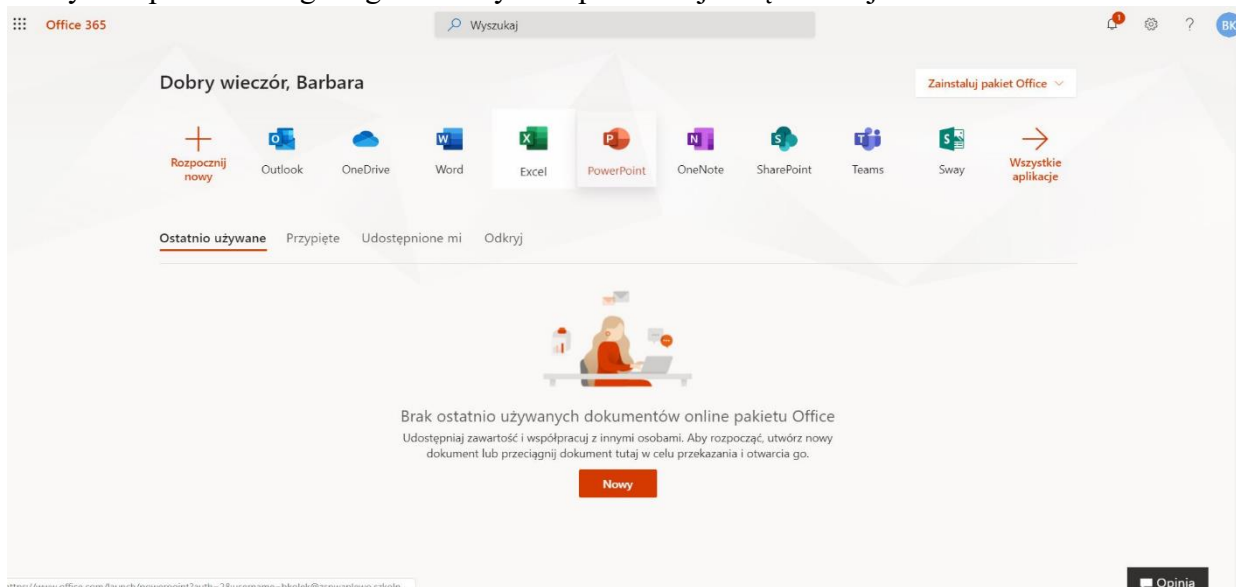 Office 365
Wyszukaj
1
?
BK
Dobry wieczór, Barbara
Zainstaluj pakiet Office
Rozpocznij nowy
Outlook
OneDrive
Word
Excel
PowerPoint
OneNote
SharePoint
Teams
Sway
Wszystkie aplikacje
Ostatnio używane Przypięte Udostępnione mi Odkryj
Brak ostatnio używanych dokumentów online pakietu Office
Udostępniaj zawartość i współpracuj z innymi osobami. Aby rozpocząć, utwórz nowy
dokument lub przeciągnij dokument tutaj w celu przekazania i otwarcia go.
Nowy
Opinia